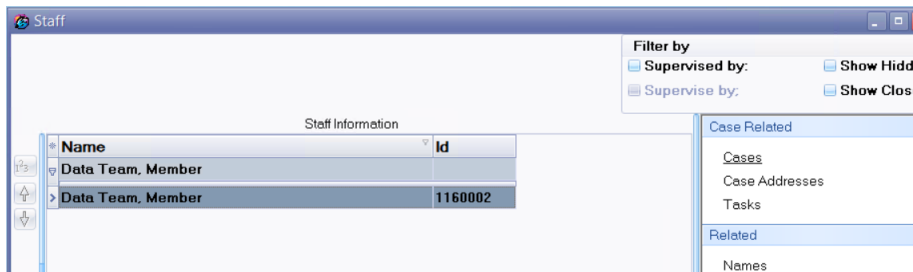 Staff
Filter by
Supervised by:
Show Hidd
Supervise by;
Show Clos
Staff Information
Name
Id
Data Team, Member
Data Team, Member
1160002
Case Related
Cases
Case Addresses
Tasks
Related
Names